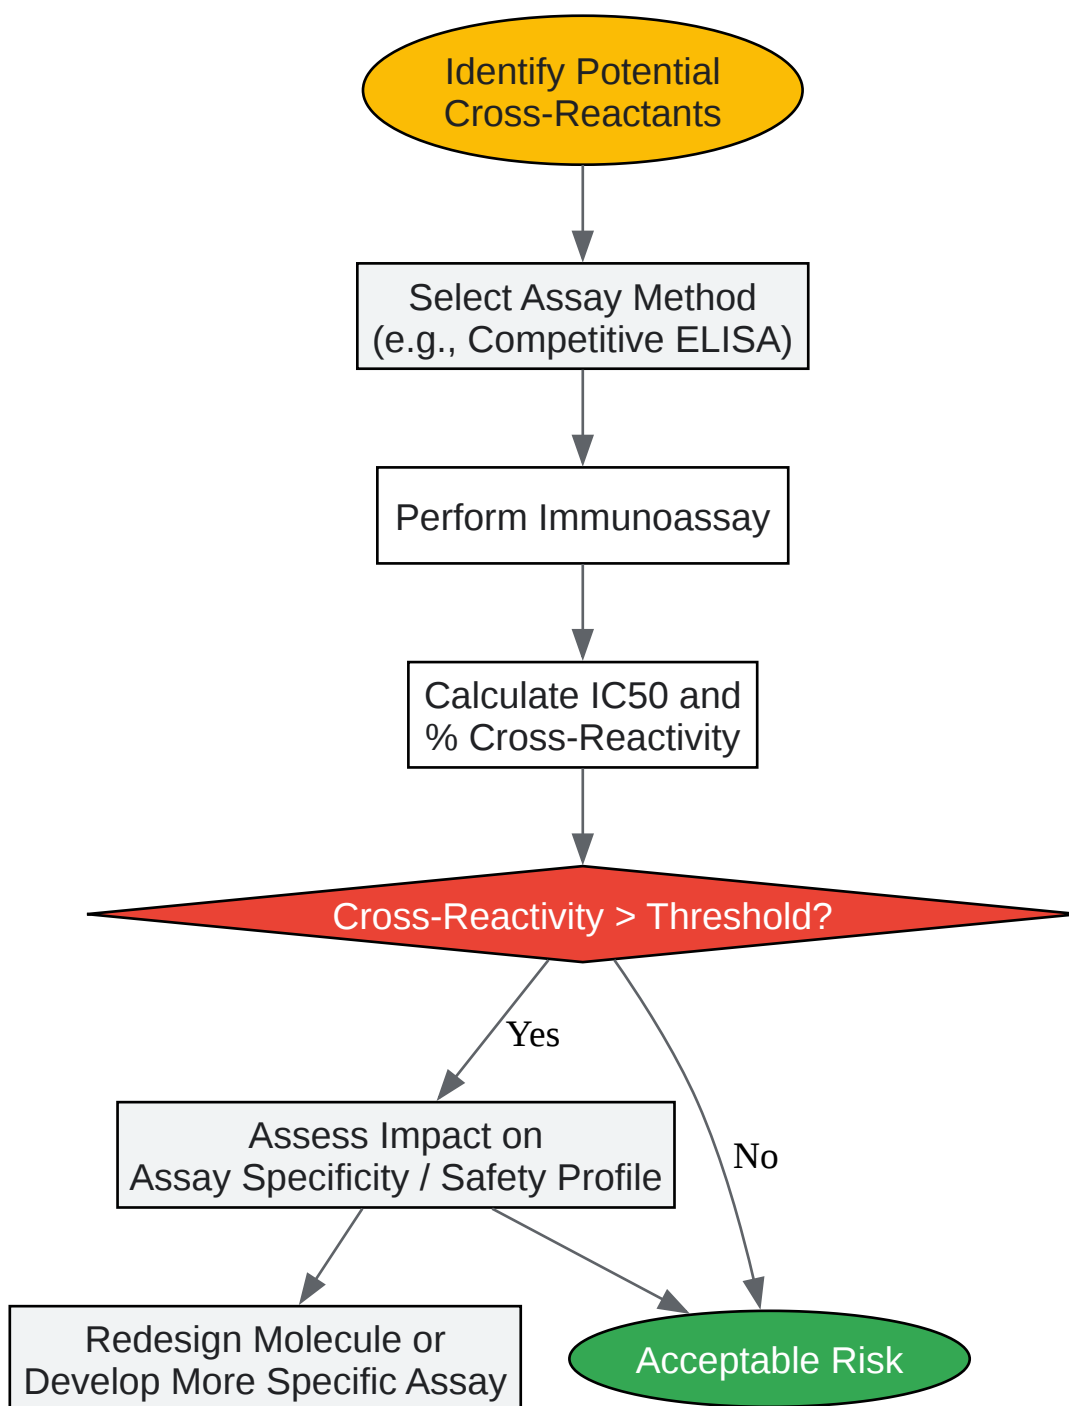 Identify Potential
Cross-Reactants
Select Assay Method
(e.g., Competitive ELISA)
Perform Immunoassay
Calculate IC50 and
% Cross-Reactivity
Cross-Reactivity > Threshold?
Yes
Assess Impact on
Assay Specificity / Safety Profile
No
Redesign Molecule or
Develop More Specific Assay
Acceptable Risk